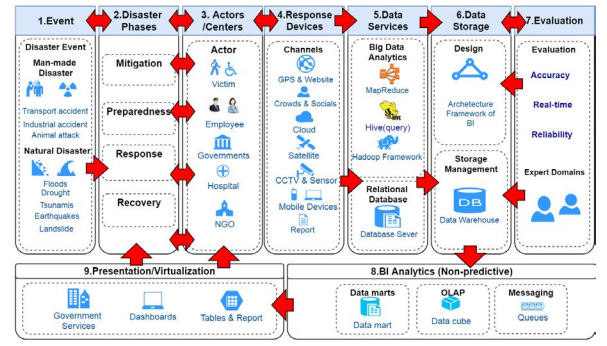 1.Event
2.Disaster
Phases
3. Actors
/Centers
4.Response
Devices
5.Data
Services
6.Data
Storage
7.Evaluation
Disaster Event
Man-made
Disaster
Transport accident
Industrial accident
Animal attack
Natural Disaster
Floods
Drought
Tsunamis
Earthquakes
Landslide
Mitigation
Preparedness
Response
Recovery
Actor
Victim
Employee
Governments
Hospital
NGO
Channels
GPS & Website
Crowds & Socials
Cloud
Satellite
CCTV & Sensor
Mobile Devices
Report
Big Data
Analytics
MapReduce
HIVE
Hive(query)
Hadoop Framework
Relational
Database
Database Sever
Design
Archetecture
Framework of
BI
Storage
Management
DB
Data Warehouse
Evaluation
Accuracy
Real-time
Reliability
Expert Domains
9.Presentation/Virtualization
Government
Services
Dashboards
Tables & Report
8.BI Analytics (Non-predictive)
Data marts
Data mart
OLAP
Data cube
Messaging
Queues